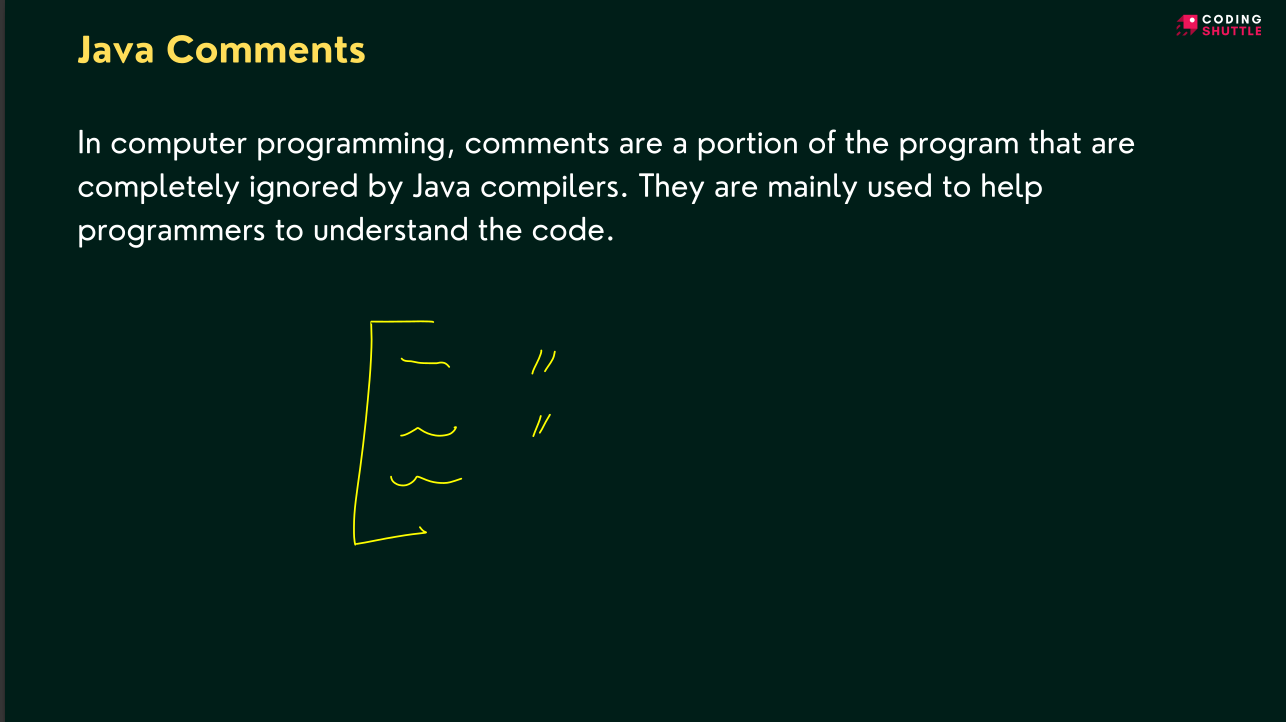 CODING
SHUTTLE
Java Comments
In computer programming, comments are a portion of the program that are
completely ignored by Java compilers. They are mainly used to help
programmers to understand the code.
//
//